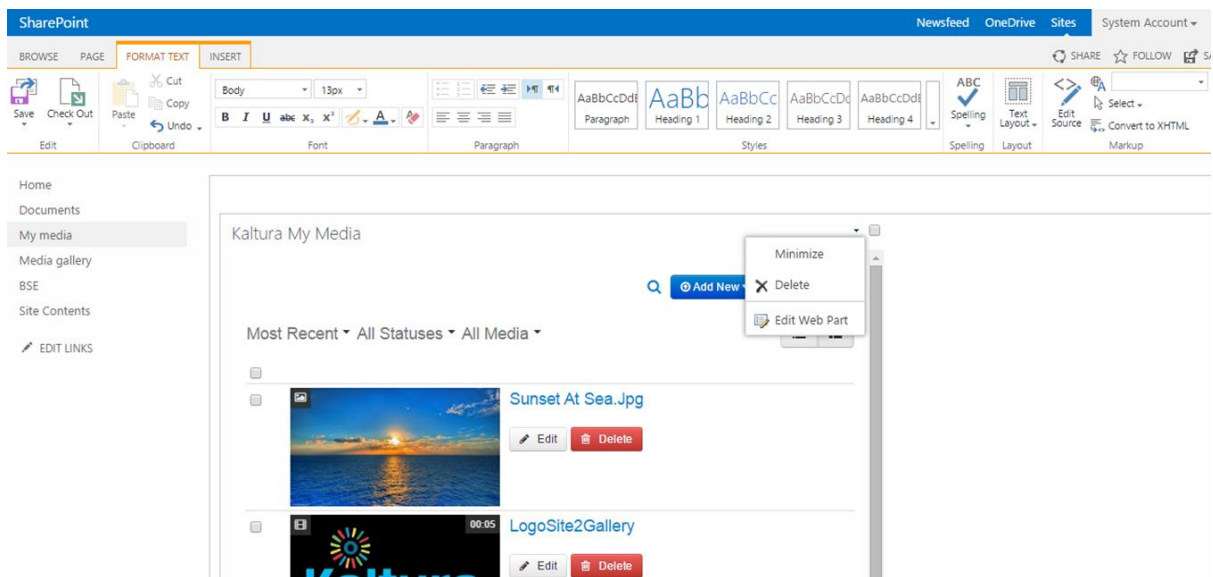 SharePoint Newsfeed OneDrive Sites System Account
BROWSE PAGE FORMAT TEXT INSERT SHARE FOLLOW
Save Check Out Paste Cut Copy Undo
Body 13px
B I U abc X₂ X² A
AaBbCcDdE AaBb AaBbCc AaBbCcDc AaBbCcDdE
Paragraph Heading 1 Heading 2 Heading 3 Heading 4
ABC Spelling Text Layout Edit Source Select Convert to XHTML
Edit Clipboard Font Paragraph Styles Spelling Layout Markup
Home
Documents
My media
Media gallery
BSE
Site Contents
EDIT LINKS
Kaltura My Media
Minimize
Delete
Edit Web Part
Add New
Most Recent All Statuses All Media
Sunset At Sea.Jpg
Edit Delete
00:05 LogoSite2Gallery
Kaltura
Edit Delete